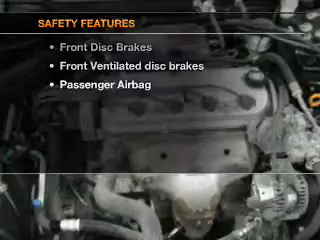 SAFETY FEATURES
• Front Disc Brakes
• Front Ventilated disc brakes
• Passenger Airbag